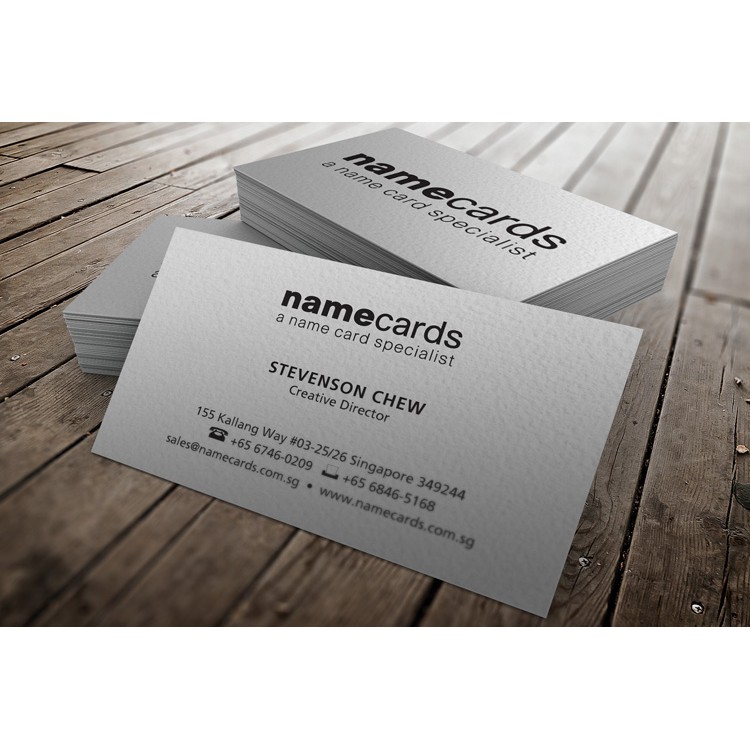 namecards
a name card specialist
namecards
a name card specialist
STEVENSON CHEW
Creative Director
155 Kallang Way #03-25/26 Singapore 349244
+65 6746-0209 +65 6846-5168
sales@namecards.com.sg • www.namecards.com.sg